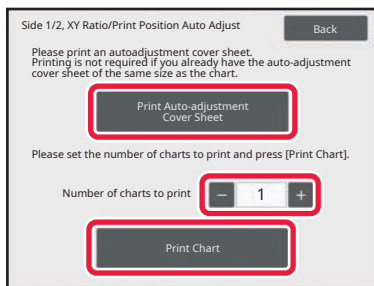 Side 1/2, XY Ratio/Print Position Auto Adjust
Back
Please print an autoadjustment cover sheet.
Printing is not required if you already have the auto-adjustment
cover sheet of the same size as the chart.
Print Auto-adjustment
Cover Sheet
Please set the number of charts to print and press [Print Chart].
Number of charts to print − 1 +
Print Chart